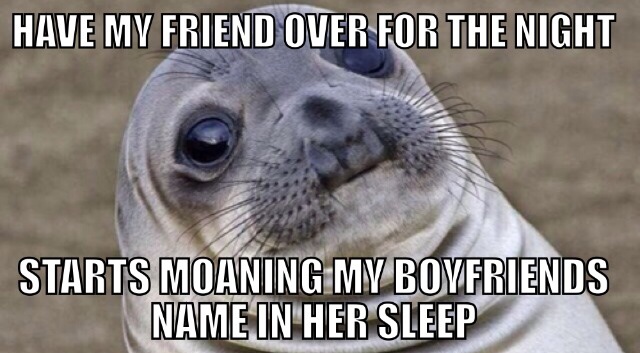 HAVE MY FRIEND OVER FOR THE NIGHT
STARTS MOANING MY BOYFRIENDS
NAME IN HER SLEEP